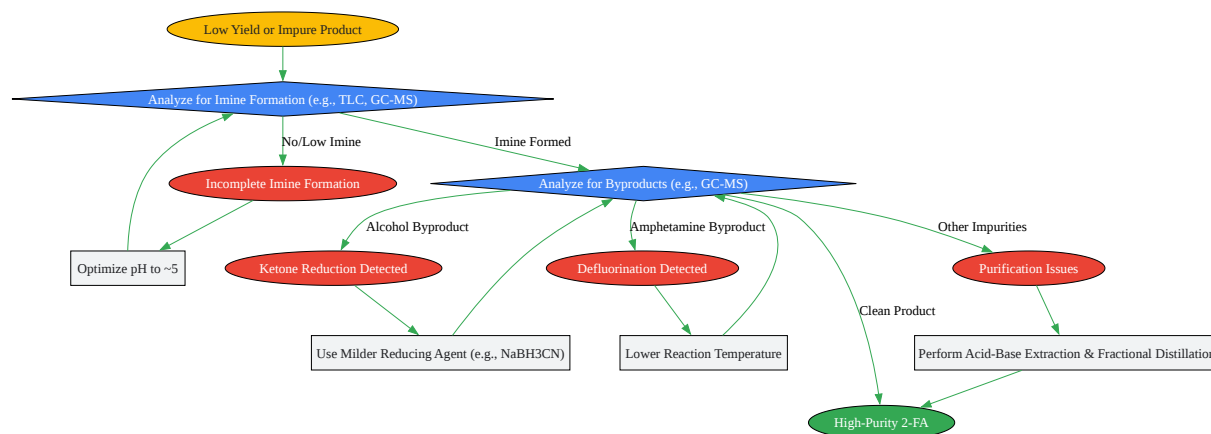 Low Yield or Impure Product
Analyze for Imine Formation (e.g., TLC, GC-MS)
No/Low Imine
Imine Formed
Incomplete Imine Formation
Analyze for Byproducts (e.g., GC-MS)
Alcohol Byproduct
Amphetamine Byproduct
Other Impurities
Optimize pH to ~5
Ketone Reduction Detected
Defluorination Detected
Purification Issues
Clean Product
Use Milder Reducing Agent (e.g., NaBH3CN)
Lower Reaction Temperature
Perform Acid-Base Extraction & Fractional Distillation
High-Purity 2-FA